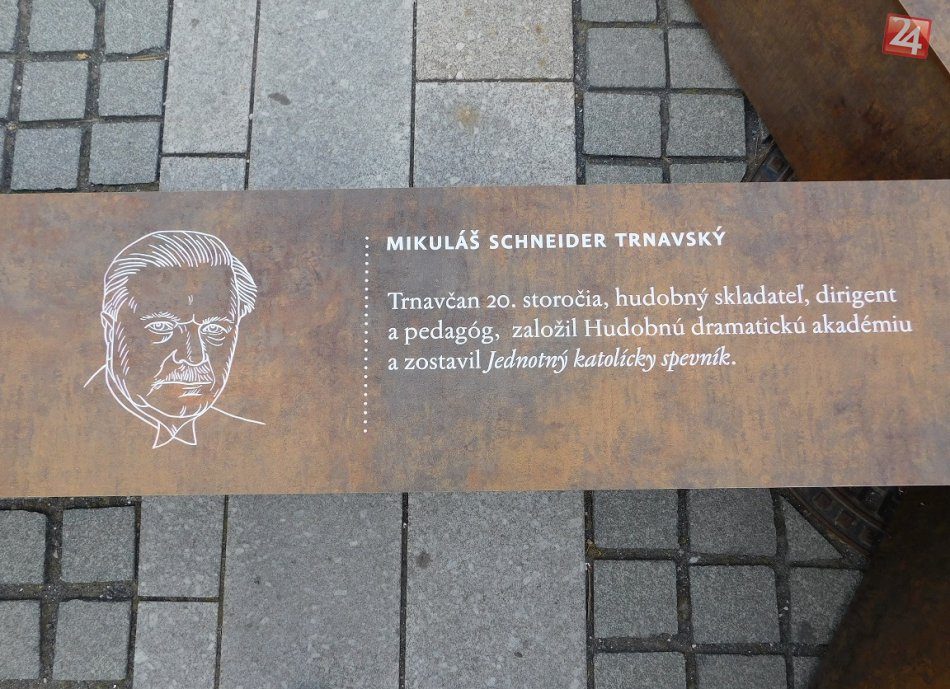 24
MIKULÁŠ SCHNEIDER TRNAVSKÝ
Trnavčan 20. storočia, hudobný skladateľ, dirigent
a pedagóg, založil Hudobnú dramatickú akadémiu
a zostavil Jednotný katolícky spevník.